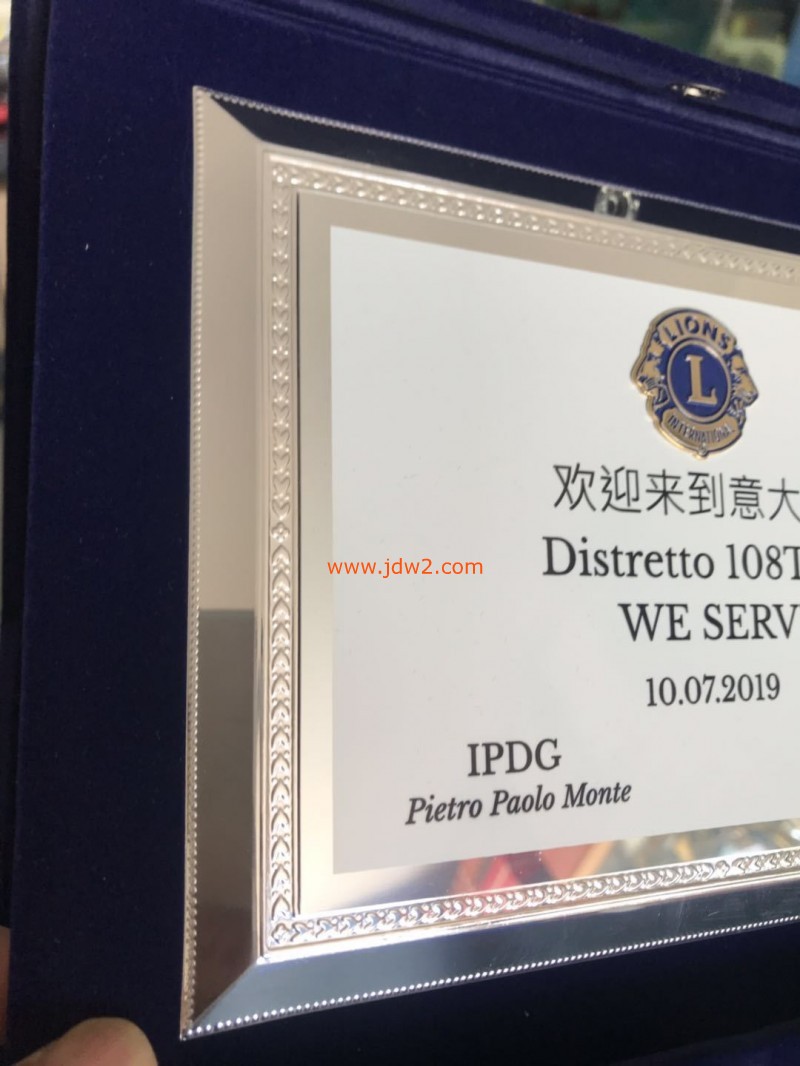 LIONS
L
INTERNATIONAL
欢迎来到意大
www.jdw2.com
Distretto 108T
WE SERV
10.07.2019
IPDG
Pietro Paolo Monte